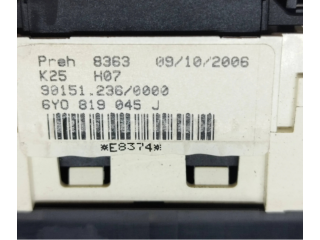 Preh 8363 09/10/2006
K25 H07
90151.236/0000
6Y0 819 045 J
*E8374*